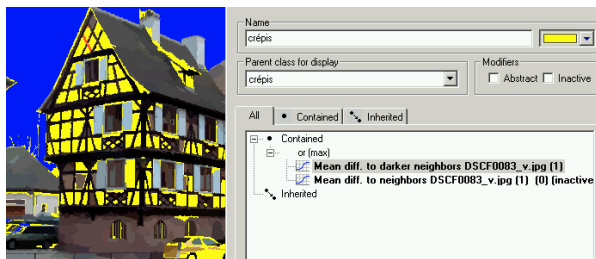 Name
crépis
Parent class for display
crépis
Modifiers
Abstract Inactive
All Contained Inherited
Contained
or (max)
Mean diff. to darker neighbors DSCF0083_v.jpg (1)
Mean diff. to neighbors DSCF0083_v.jpg (1) (0) (inactive
Inherited